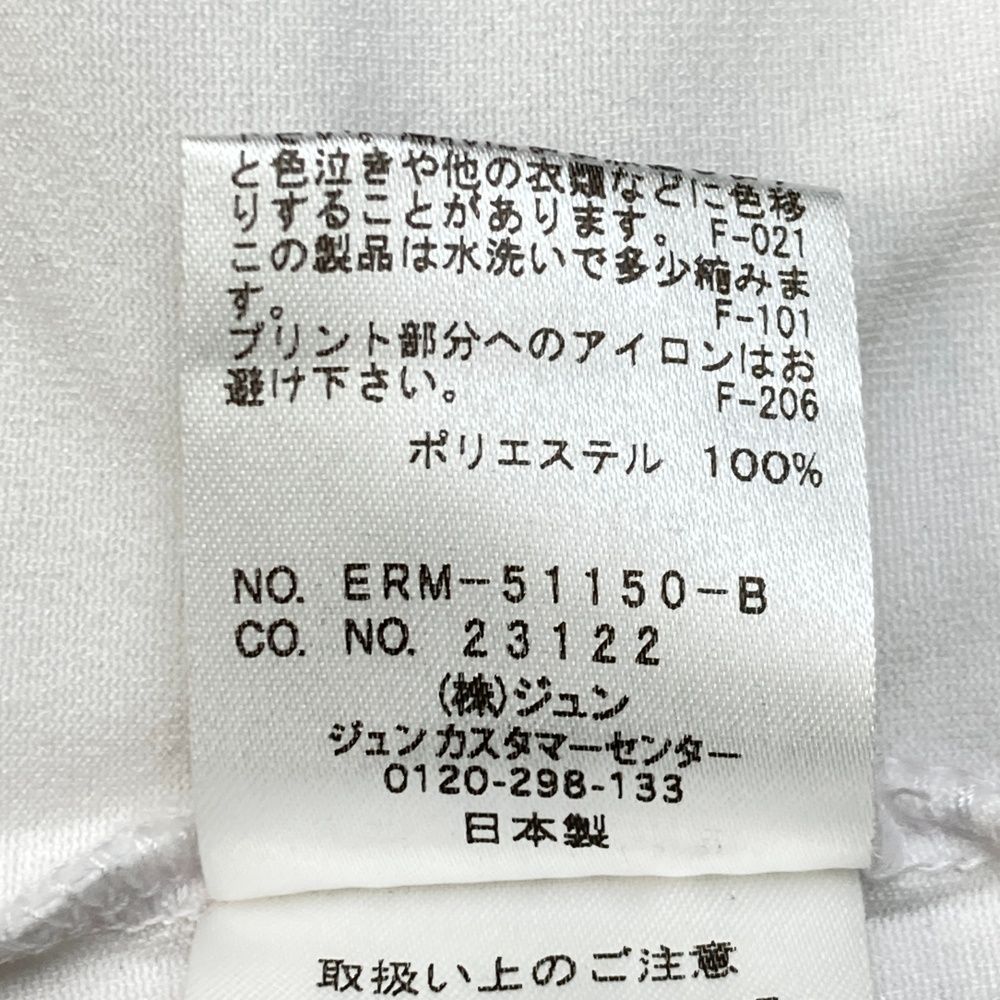 と色泣きや他の衣類などに色移
りすることがあります。 F-021
この製品は水洗いで多少縮みま
す。 F-101
プリント部分へのアイロンはお
避け下さい。 F-206
ポリエステル 100%
NO. ERM-51150-B
CO. NO. 23122
(株)ジュン
ジュンカスタマーセンター
0120-298-133
日本製
取扱い上のご注意